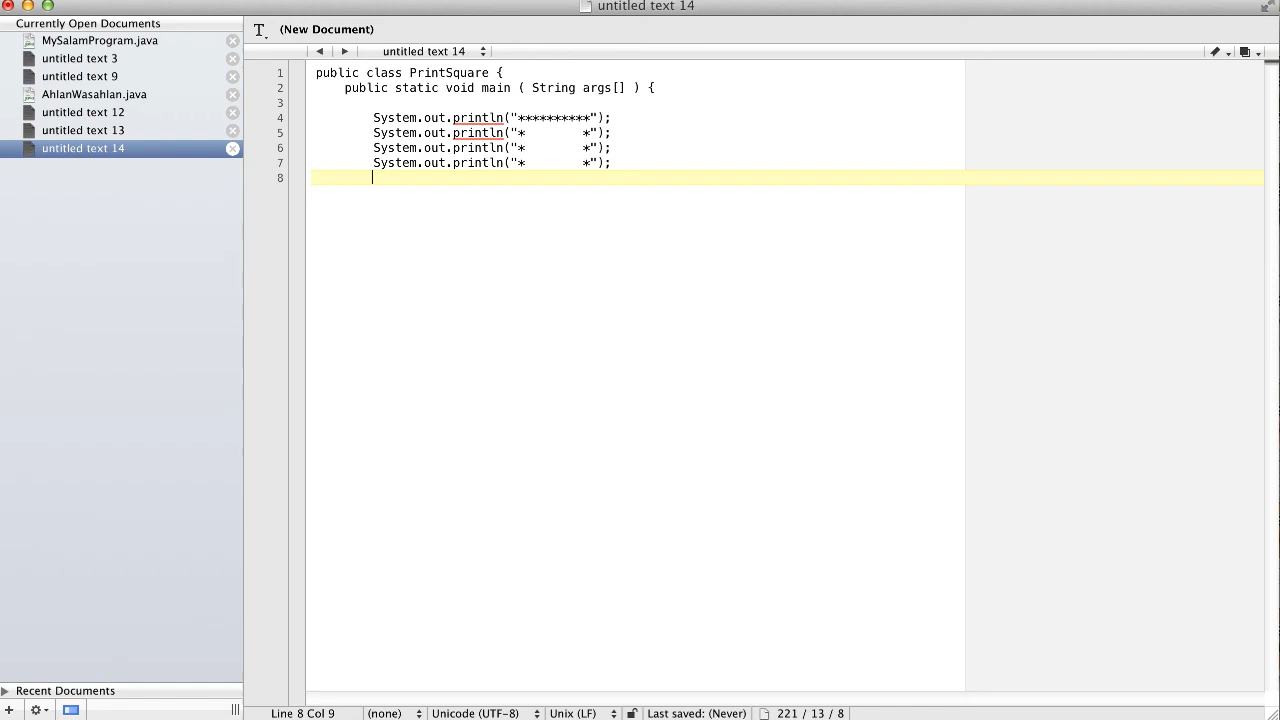 untitled text 14
Currently Open Documents
MySalamProgram.java
untitled text 3
untitled text 9
AhlanWasahlan.java
untitled text 12
untitled text 13
untitled text 14
(New Document)
untitled text 14
1 public class PrintSquare {
2     public static void main ( String args[] ) {
3
4         System.out.println("**********");
5         System.out.println("*        *");
6         System.out.println("*        *");
7         System.out.println("*        *");
8
Recent Documents
Line 8 Col 9 (none) Unicode (UTF-8) Unix (LF) Last saved: (Never) 221 / 13 / 8